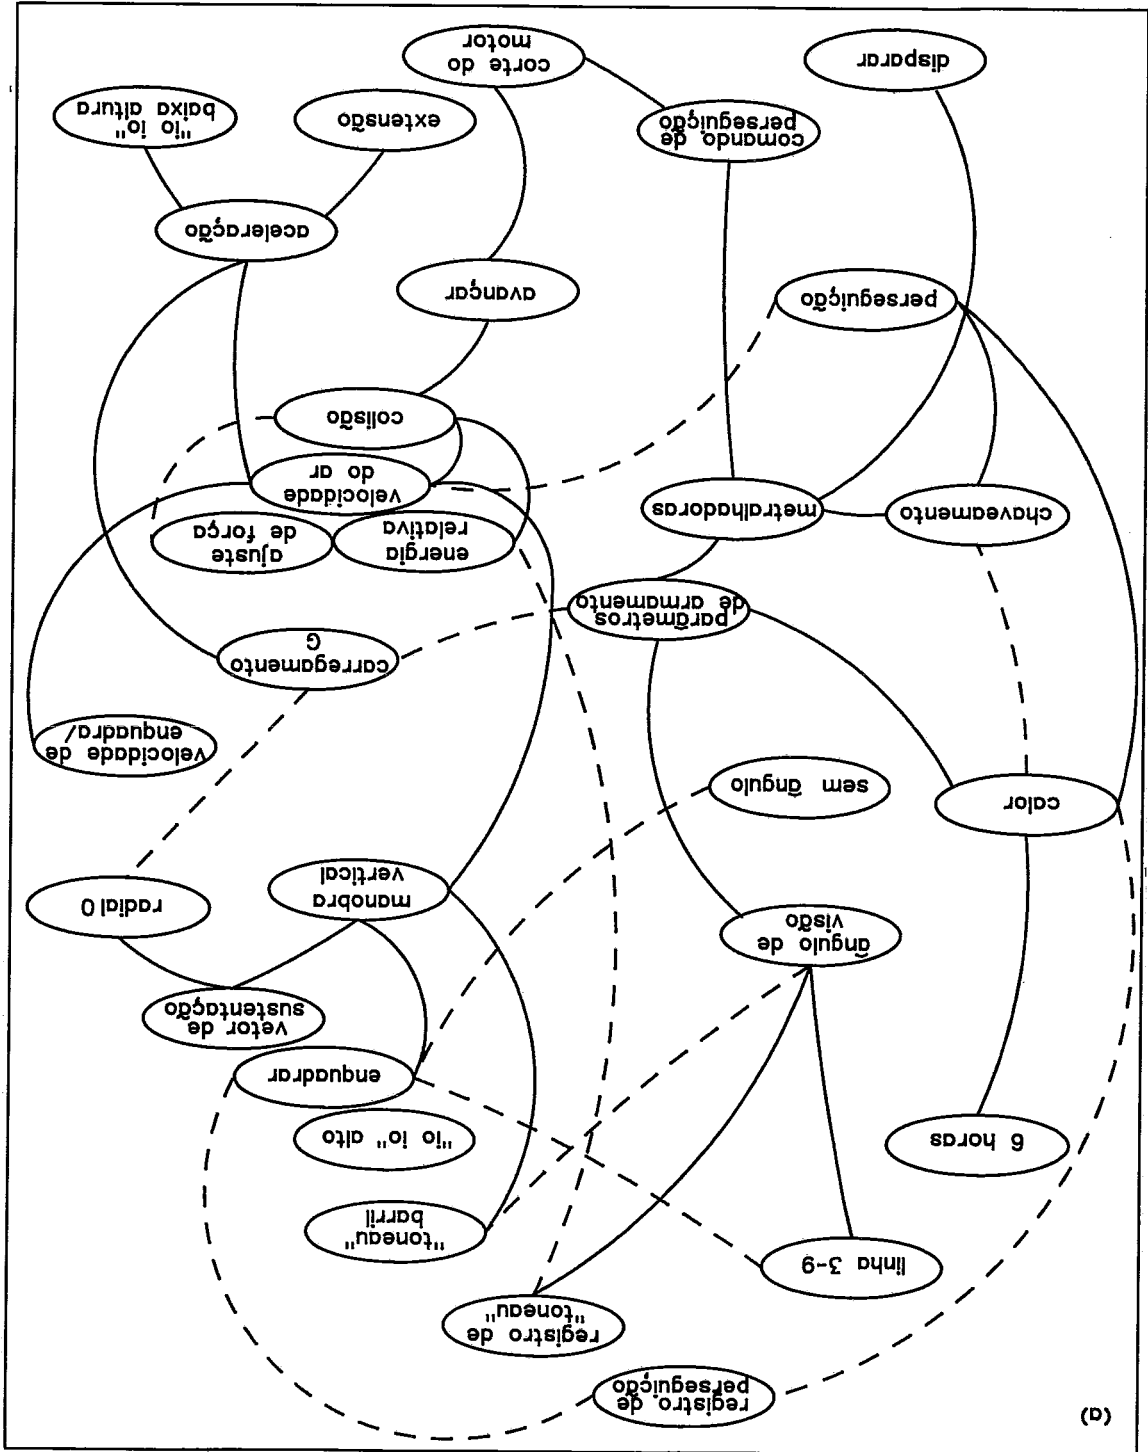 (a)
registro de
perseguição
registro de
"toneau"
linha 3-9
"toneau"
barril
6 horas
"io io" alto
enquadrar
vetor de
sustentação
ângulo de
visão
manobra
vertical
radial 0
calor
sem ângulo
velocidade de
enquadra/
carregamento
G
parâmetros
de armamento
energia
relativa
ajuste
de força
chaveamento
metralhadoras
velocidade
do ar
colisão
perseguição
avançar
aceleração
comando de
perseguição
extensão
"io io"
baixa altura
disparar
corte do
motor